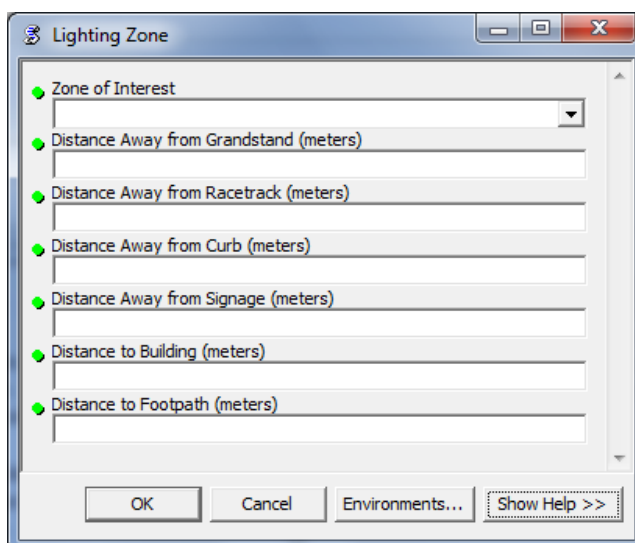 Lighting Zone
Zone of Interest
Distance Away from Grandstand (meters)
Distance Away from Racetrack (meters)
Distance Away from Curb (meters)
Distance Away from Signage (meters)
Distance to Building (meters)
Distance to Footpath (meters)
OK Cancel Environments... Show Help >>